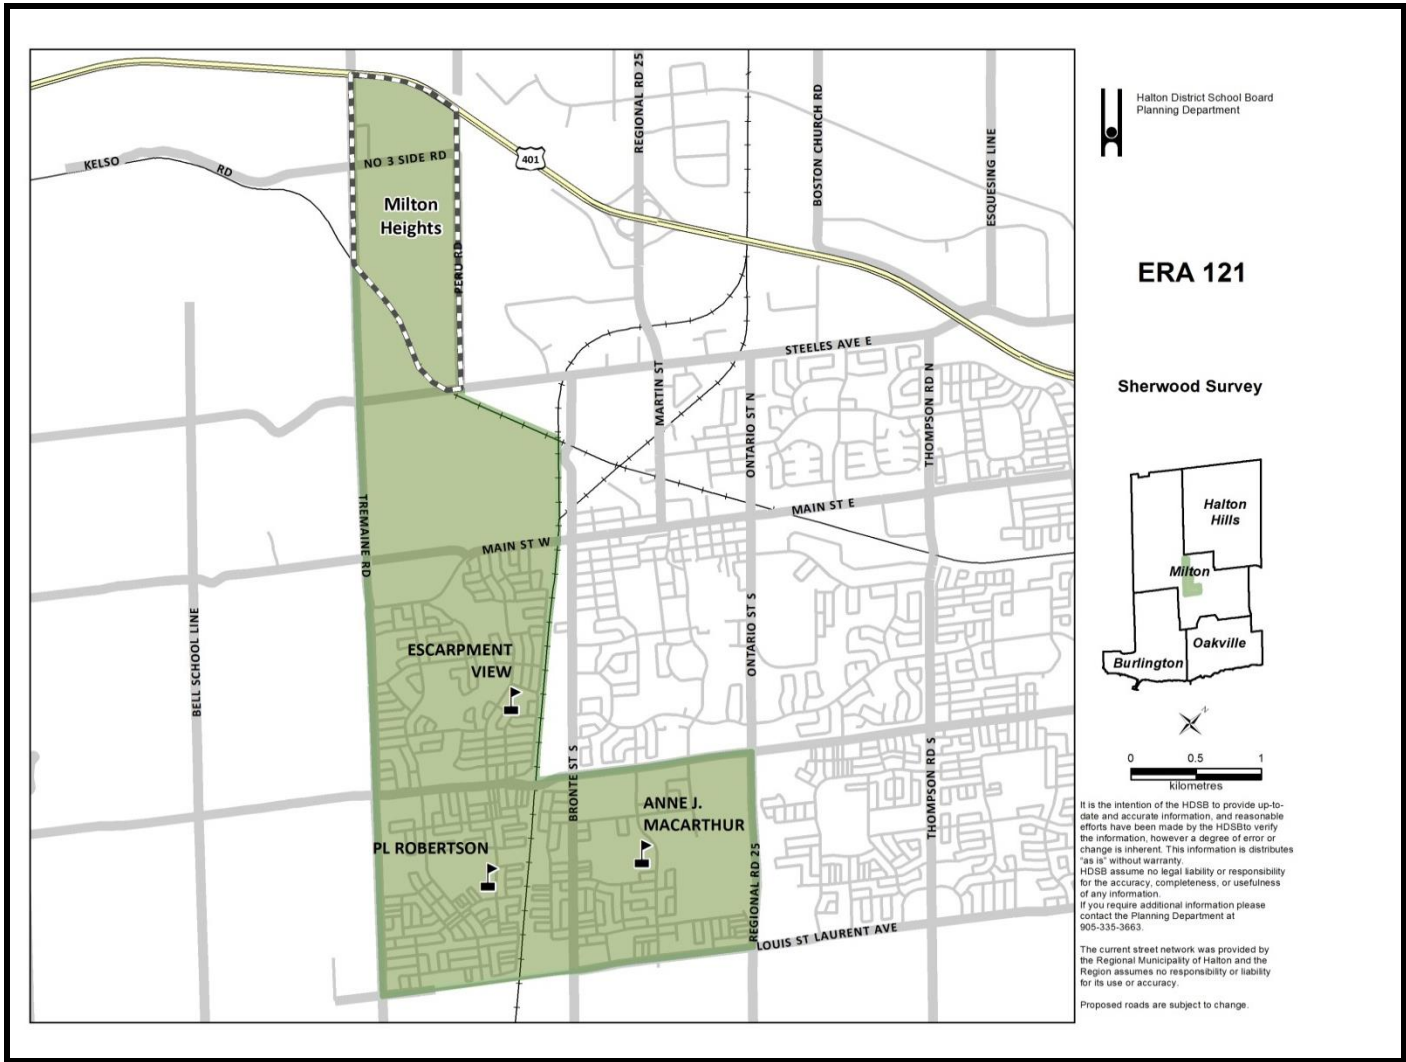 Halton District School Board
Planning Department
ERA 121
Sherwood Survey
KELSO RD
NO 3 SIDE RD
Milton
Heights
PERU RD
401
REGIONAL RD 25
BOSTON CHURCH RD
ESQUESING LINE
STEELES AVE E
MARTIN ST
ONTARIO ST N
THOMPSON RD N
MAIN ST E
MAIN ST W
TREMAINE RD
BELL SCHOOL LINE
ESCARPMENT
VIEW
ONTARIO ST S
BRONTE ST S
THOMPSON RD S
ANNE J.
MACARTHUR
PL ROBERTSON
REGIONAL RD 25
LOUIS ST LAURENT AVE
Halton
Hills
Milton
Oakville
Burlington
N
0 0.5 1
kilometres
It is the intention of the HDSB to provide up-to-
date and accurate information, and reasonable
efforts have been made by the HDSBto verify
the information, however a degree of error or
change is inherent. This information is distributes
"as is" without warranty.
HDSB assume no legal liability or responsibility
for the accuracy, completeness, or usefulness
of any information.
If you require additional information please
contact the Planning Department at
905-335-3663.
The current street network was provided by
the Regional Municipality of Halton and the
Region assumes no responsibility or liability
for its use or accuracy.
Proposed roads are subject to change.